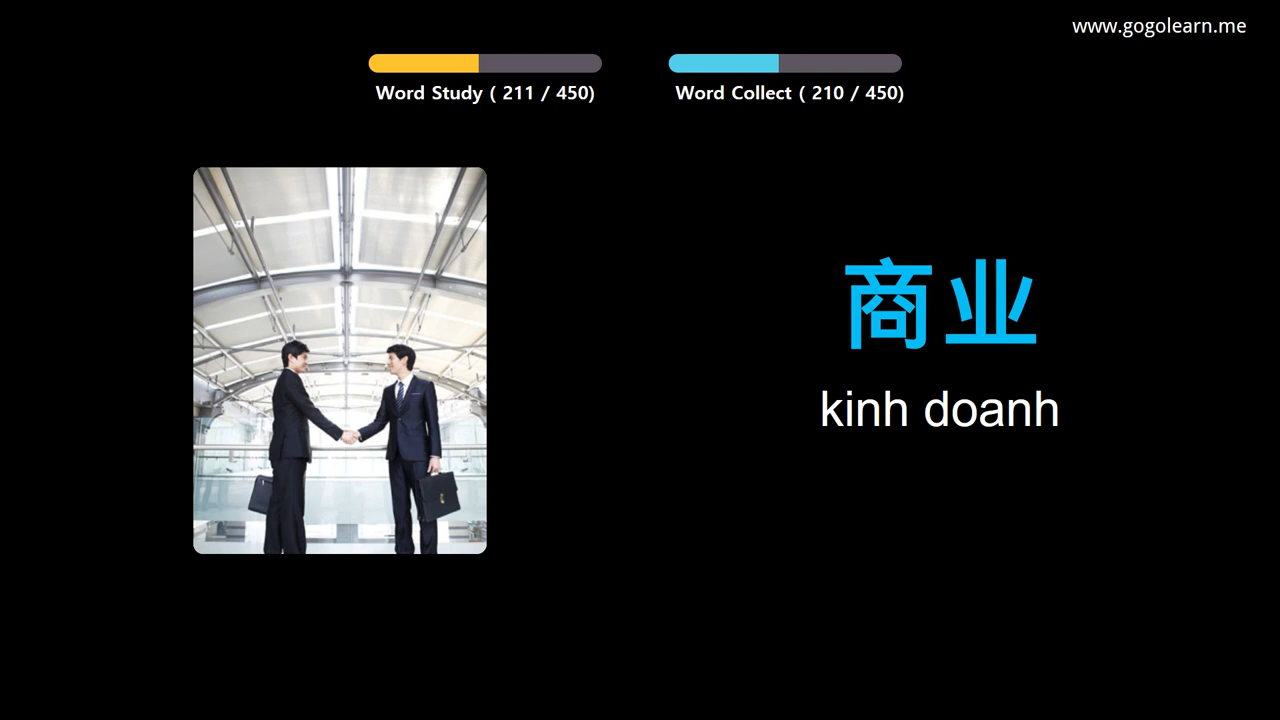 www.gogolearn.me
Word Study ( 211 / 450)
Word Collect ( 210 / 450)
商业
kinh doanh